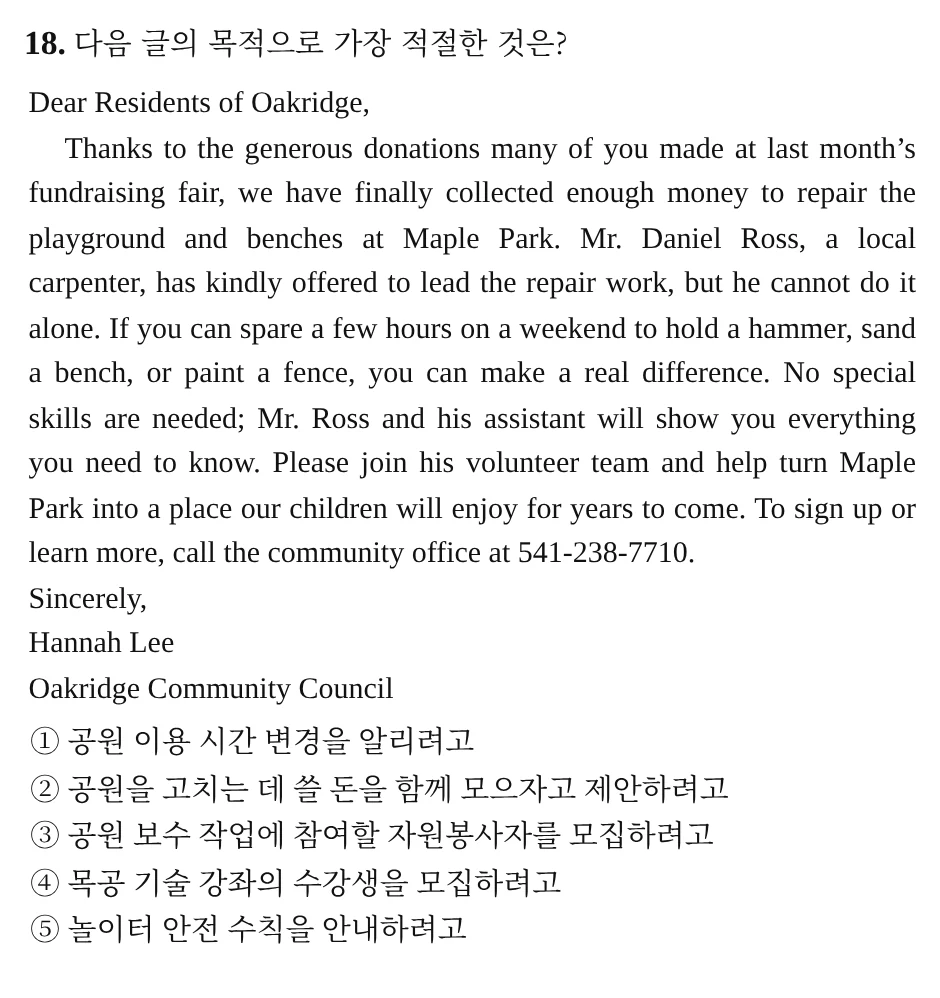 18. 다음 글의 목적으로 가장 적절한 것은?
Dear Residents of Oakridge,
Thanks to the generous donations many of you made at last month’s
fundraising fair, we have finally collected enough money to repair the
playground and benches at Maple Park. Mr. Daniel Ross, a local
carpenter, has kindly offered to lead the repair work, but he cannot do it
alone. If you can spare a few hours on a weekend to hold a hammer, sand
a bench, or paint a fence, you can make a real difference. No special
skills are needed; Mr. Ross and his assistant will show you everything
you need to know. Please join his volunteer team and help turn Maple
Park into a place our children will enjoy for years to come. To sign up or
learn more, call the community office at 541-238-7710.
Sincerely,
Hannah Lee
Oakridge Community Council
① 공원 이용 시간 변경을 알리려고
② 공원을 고치는 데 쓸 돈을 함께 모으자고 제안하려고
③ 공원 보수 작업에 참여할 자원봉사자를 모집하려고
④ 목공 기술 강좌의 수강생을 모집하려고
⑤ 놀이터 안전 수칙을 안내하려고